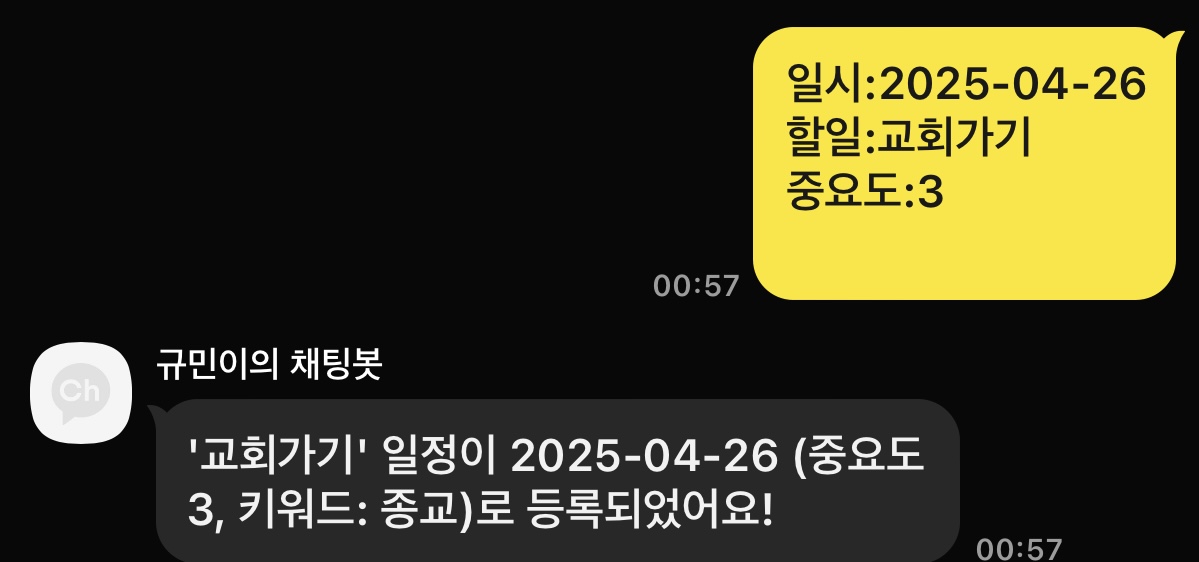 일시:2025-04-26
할일:교회가기
중요도:3
00:57
Ch
규민이의 채팅봇
'교회가기' 일정이 2025-04-26 (중요도
3, 키워드: 종교)로 등록되었어요!
00:57